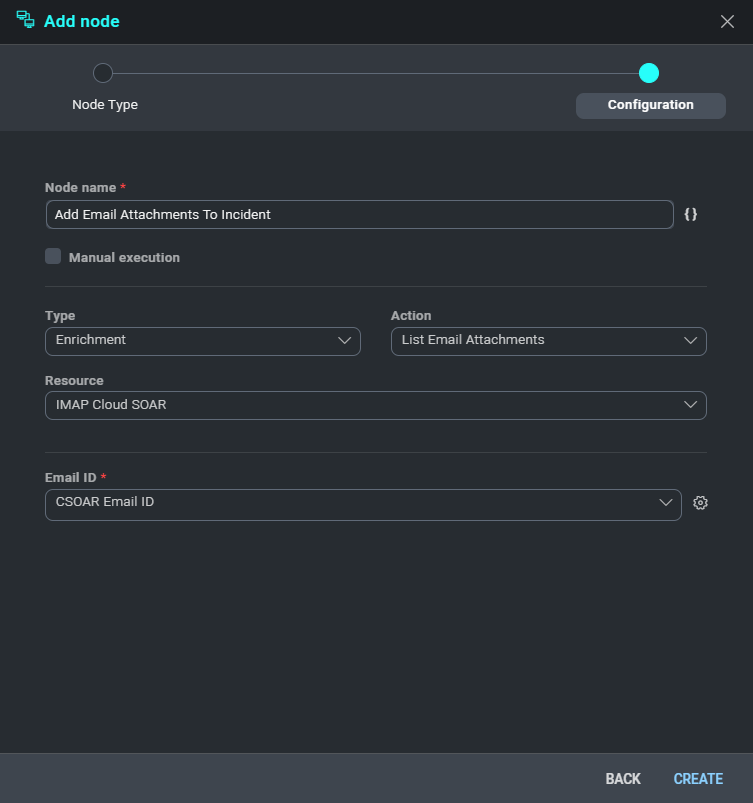 Add node
Node Type
Configuration
Node name *
Add Email Attachments To Incident
{}
Manual execution
Type
Action
Enrichment
List Email Attachments
Resource
IMAP Cloud SOAR
Email ID *
CSOAR Email ID
BACK
CREATE